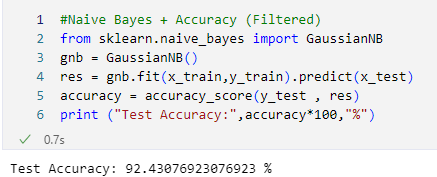 1 #Naive Bayes + Accuracy (Filtered)
2 from sklearn.naive_bayes import GaussianNB
3 gnb = GaussianNB()
4 res = gnb.fit(x_train,y_train).predict(x_test)
5 accuracy = accuracy_score(y_test , res)
6 print ("Test Accuracy:",accuracy*100,"%")
✓ 0.7s
Test Accuracy: 92.43076923076923 %